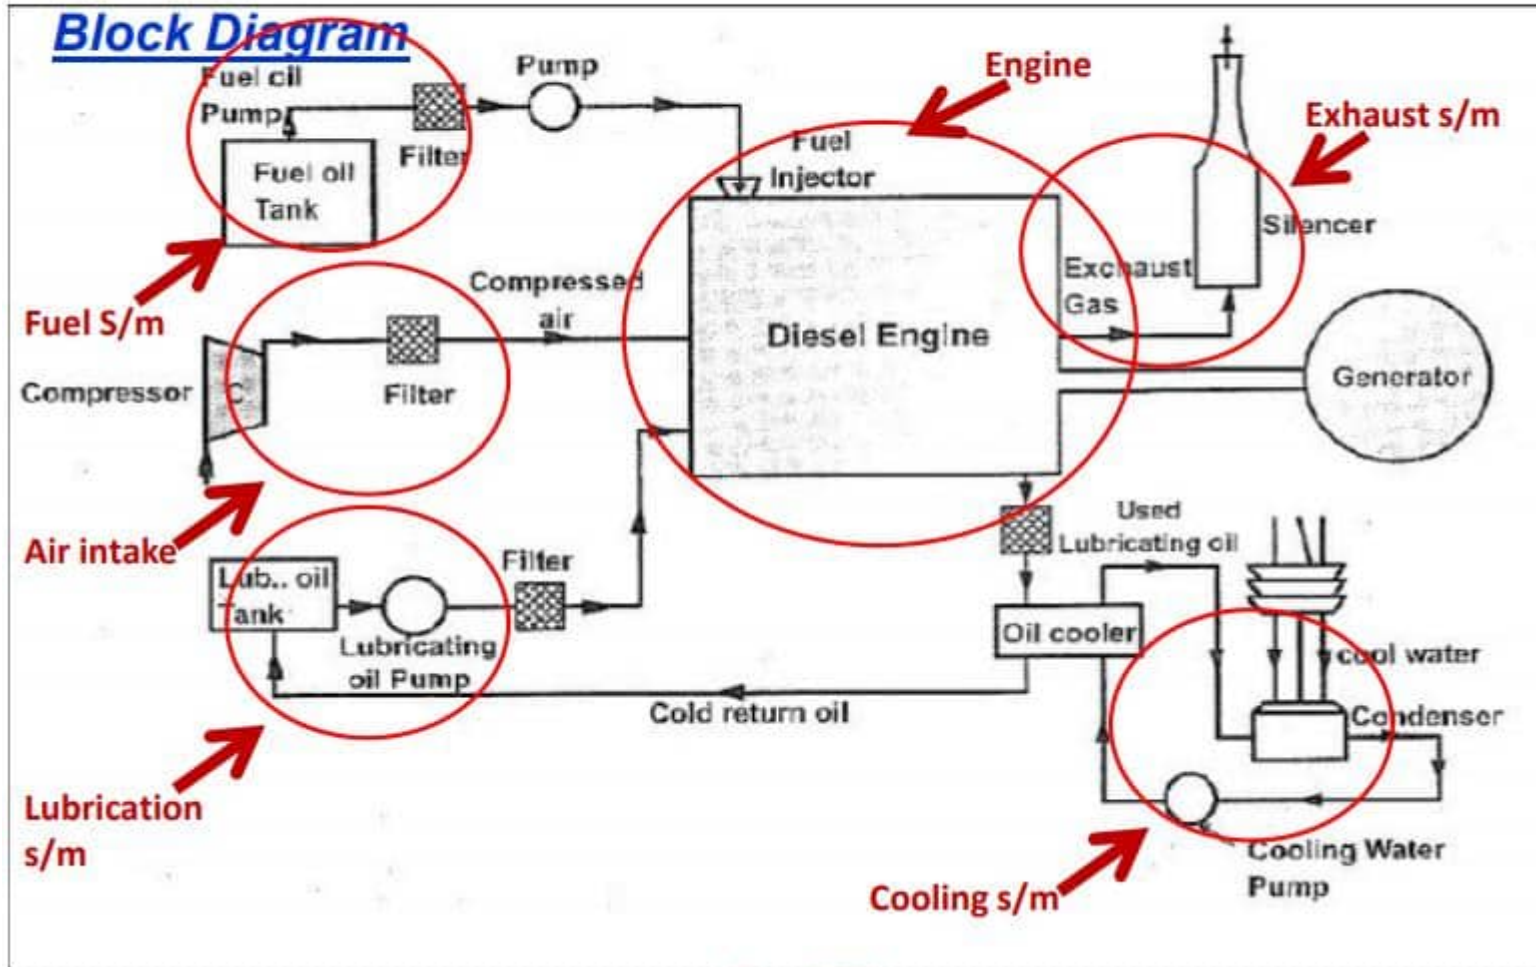 Block Diagram
Fuel oil
Pump
Filter
Pump
Fuel oil
Tank
Fuel S/m
Engine
Fuel
Injector
Exhaust s/m
Silencer
Exchaust
Gas
Compressed
air
Compressor
C
Filter
Diesel Engine
Generator
Air intake
Lub.. oil
Tank
Lubricating
oil Pump
Filter
Used
Lubricating oil
Oil cooler
cool water
Condenser
Cold return oil
Lubrication
s/m
Cooling s/m
Cooling Water
Pump